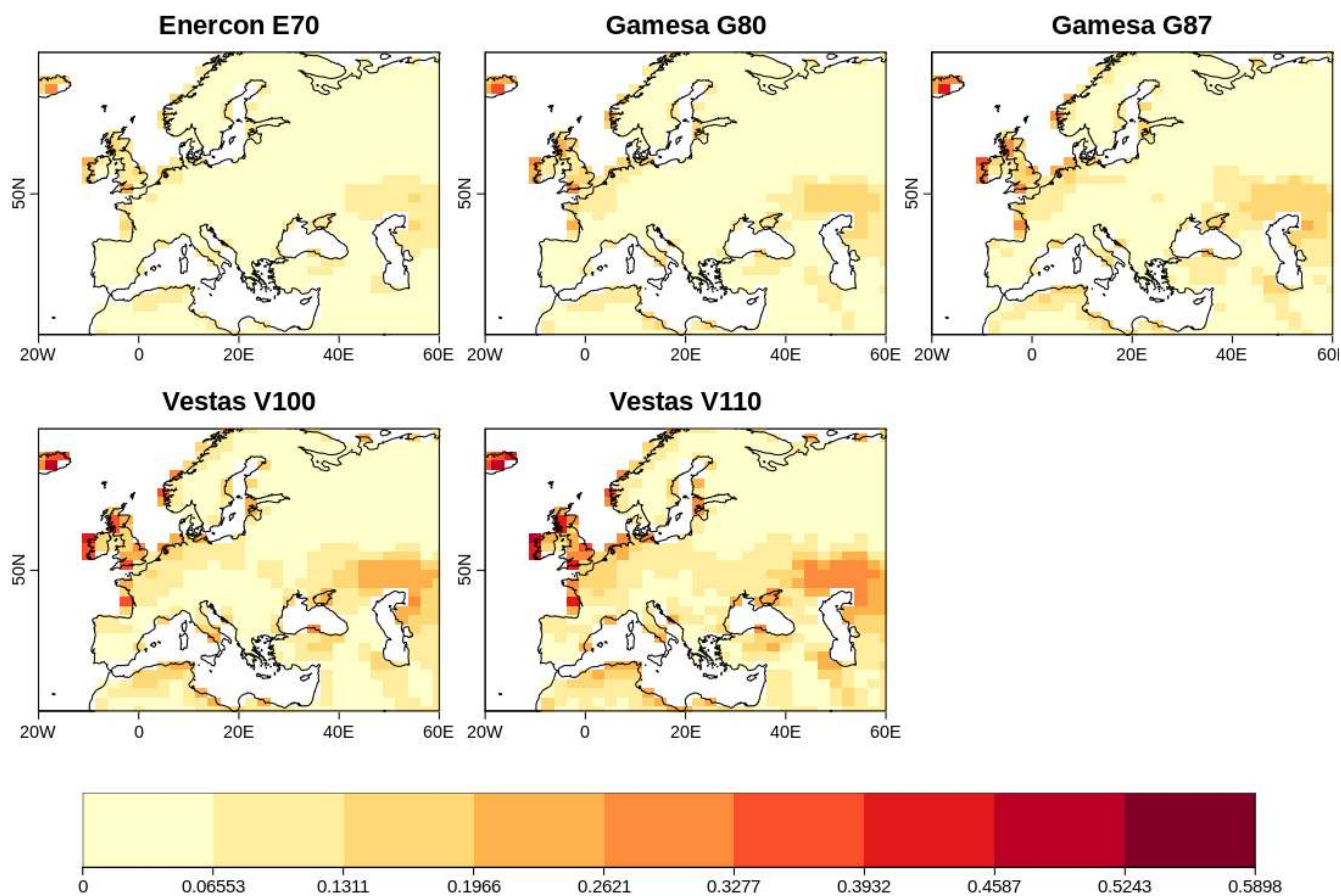 Enercon E70 Gamesa G80 Gamesa G87
50N 50N 50N
20W 0 20E 40E 60E 20W 0 20E 40E 60E 20W 0 20E 40E 60E
Vestas V100 Vestas V110
50N 50N
20W 0 20E 40E 60E 20W 0 20E 40E 60E
0 0.06553 0.1311 0.1966 0.2621 0.3277 0.3932 0.4587 0.5243 0.5898